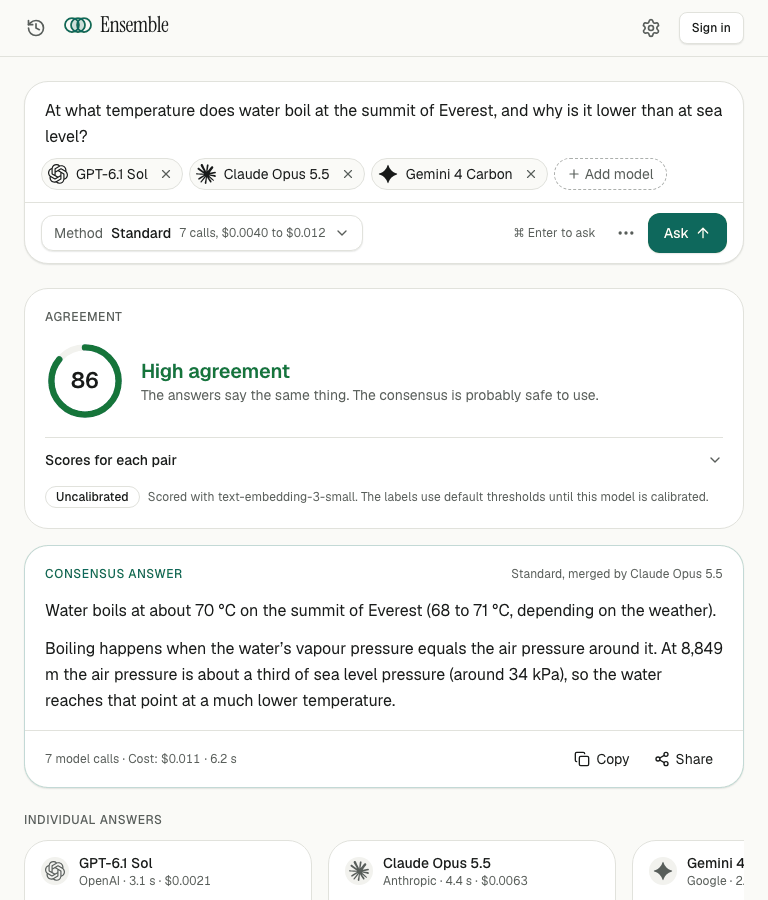 Ensemble
Sign in
At what temperature does water boil at the summit of Everest, and why is it lower than at sea
level?
GPT-6.1 Sol
Claude Opus 5.5
Gemini 4 Carbon
+ Add model
Method Standard 7 calls, $0.0040 to $0.012
⌘ Enter to ask
Ask ↑
AGREEMENT
86
High agreement
The answers say the same thing. The consensus is probably safe to use.
Scores for each pair
Uncalibrated Scored with text-embedding-3-small. The labels use default thresholds until this model is calibrated.
CONSENSUS ANSWER
Standard, merged by Claude Opus 5.5
Water boils at about 70 °C on the summit of Everest (68 to 71 °C, depending on the weather).
Boiling happens when the water’s vapour pressure equals the air pressure around it. At 8,849
m the air pressure is about a third of sea level pressure (around 34 kPa), so the water
reaches that point at a much lower temperature.
7 model calls · Cost: $0.011 · 6.2 s
Copy
Share
INDIVIDUAL ANSWERS
GPT-6.1 Sol
OpenAI · 3.1 s · $0.0021
Claude Opus 5.5
Anthropic · 4.4 s · $0.0063
Gemini 4
Google · 2.